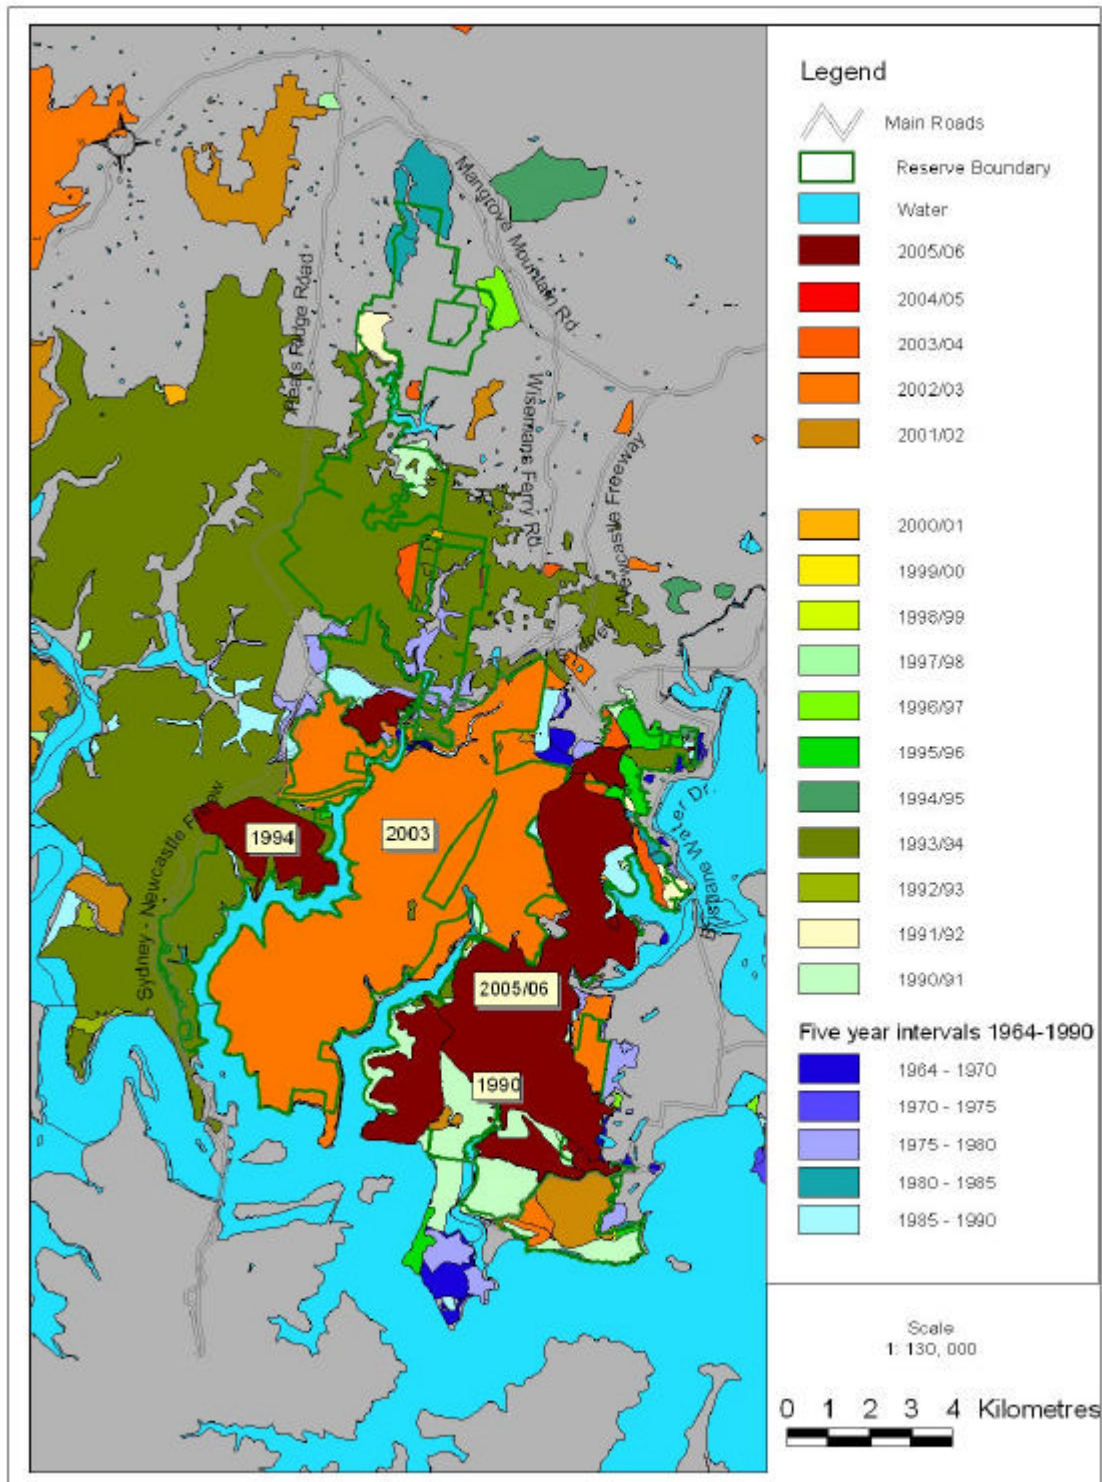 Legend
Main Roads
Reserve Boundary
Water
2005/06
2004/05
2003/04
2002/03
2001/02
2000/01
1999/00
1998/99
1997/98
1996/97
1995/96
1994/95
1993/94
1992/93
1991/92
1990/91
Five year intervals 1964-1990
1964 - 1970
1970 - 1975
1975 - 1980
1980 - 1985
1985 - 1990
Scale
1: 130, 000
0 1 2 3 4 Kilometres
Mangrove Mountain Rd.
Peats Ridge Road
Wisemans Ferry RD.
Newcastle Freeway
Sydney - Newcastle
Brisbane Water Dr.
1994
2003
2005/06
1990